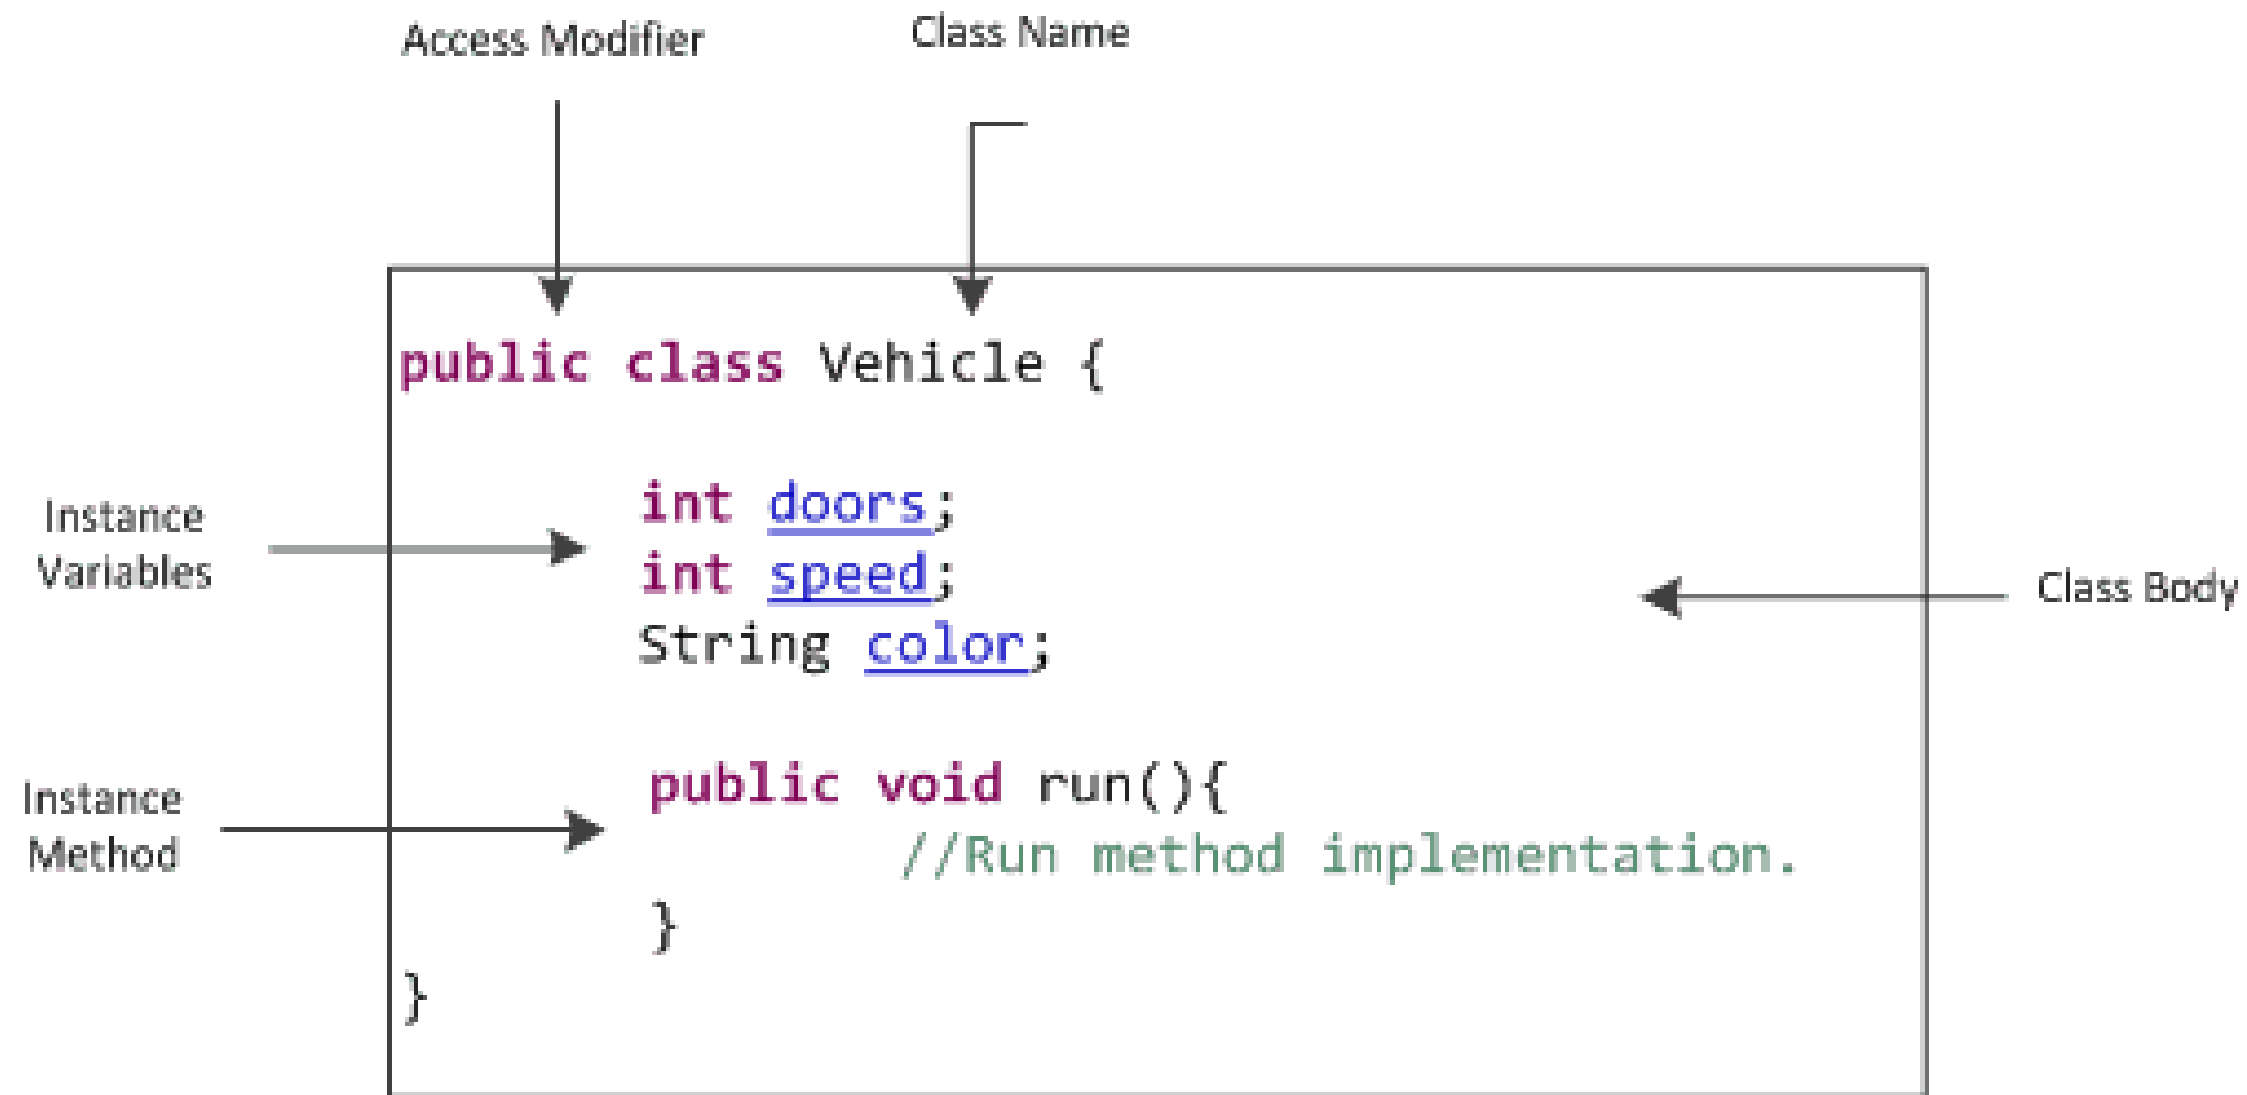 Access Modifier
Class Name
public class Vehicle {
Instance
Variables
int doors;
int speed;
String color;
Class Body
Instance
Method
public void run(){
//Run method implementation.
}
}